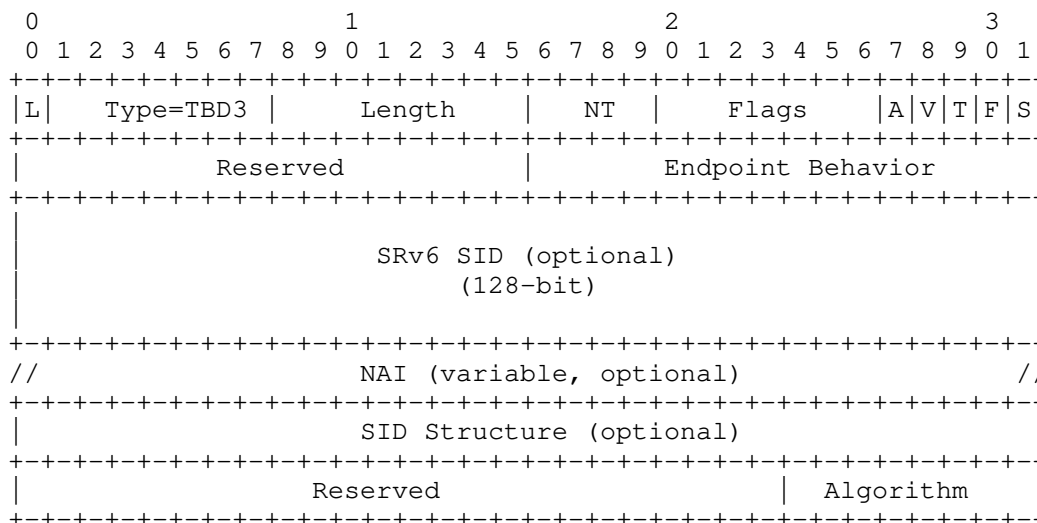 0                   1                   2                   3
 0 1 2 3 4 5 6 7 8 9 0 1 2 3 4 5 6 7 8 9 0 1 2 3 4 5 6 7 8 9 0 1
+-+-+-+-+-+-+-+-+-+-+-+-+-+-+-+-+-+-+-+-+-+-+-+-+-+-+-+-+-+-+-+--
|L|   Type=TBD3 |     Length    |   NT  |     Flags   |A|V|T|F|S
+-+-+-+-+-+-+-+-+-+-+-+-+-+-+-+-+-+-+-+-+-+-+-+-+-+-+-+-+-+-+-+--
|            Reserved           |        Endpoint Behavior
+-+-+-+-+-+-+-+-+-+-+-+-+-+-+-+-+-+-+-+-+-+-+-+-+-+-+-+-+-+-+-+--
|
|                      SRv6 SID (optional)
|                           (128-bit)
|
+-+-+-+-+-+-+-+-+-+-+-+-+-+-+-+-+-+-+-+-+-+-+-+-+-+-+-+-+-+-+-+--
//                    NAI (variable, optional)                 //
+-+-+-+-+-+-+-+-+-+-+-+-+-+-+-+-+-+-+-+-+-+-+-+-+-+-+-+-+-+-+-+--
|                     SID Structure (optional)
+-+-+-+-+-+-+-+-+-+-+-+-+-+-+-+-+-+-+-+-+-+-+-+-+-+-+-+-+-+-+-+--
|                  Reserved                     |  Algorithm
+-+-+-+-+-+-+-+-+-+-+-+-+-+-+-+-+-+-+-+-+-+-+-+-+-+-+-+-+-+-+-+--